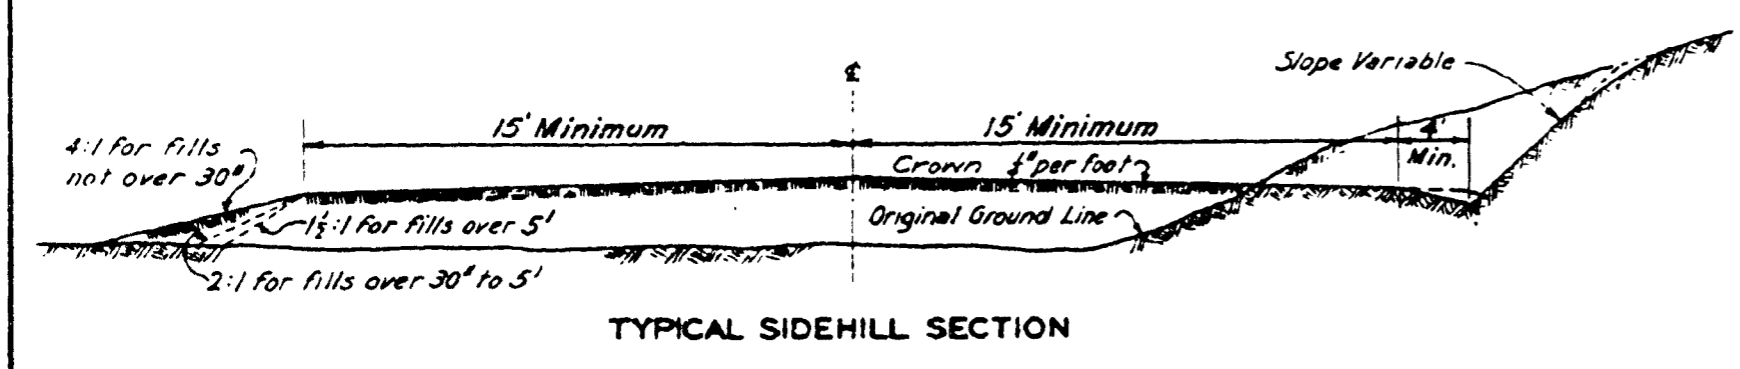 ℄
Slope Variable
15' Minimum
15' Minimum
4'
Min.
4:1 for fills
not over 30"
Crown ¼" per foot
Original Ground Line
1½:1 for fills over 5'
2:1 for fills over 30" to 5'
TYPICAL SIDEHILL SECTION